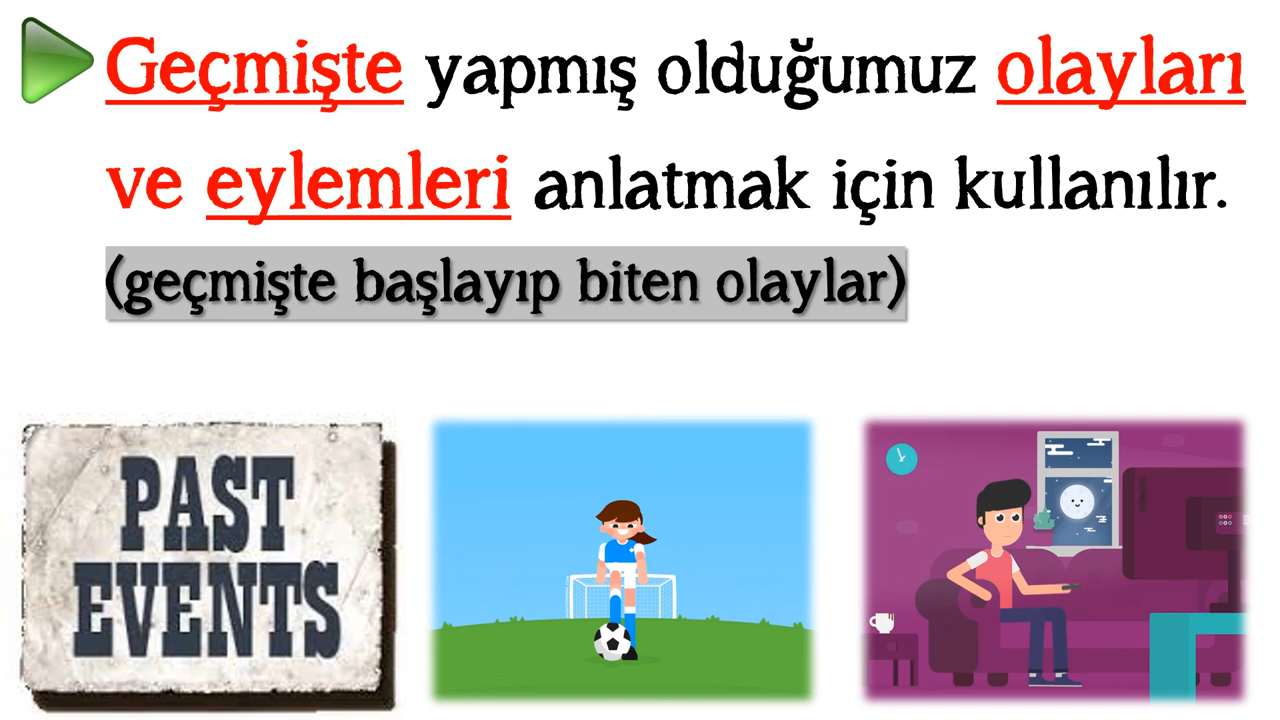 Geçmişte yapmış olduğumuz olayları
ve eylemleri anlatmak için kullanılır.
(geçmişte başlayıp biten olaylar)
PAST
EVENTS